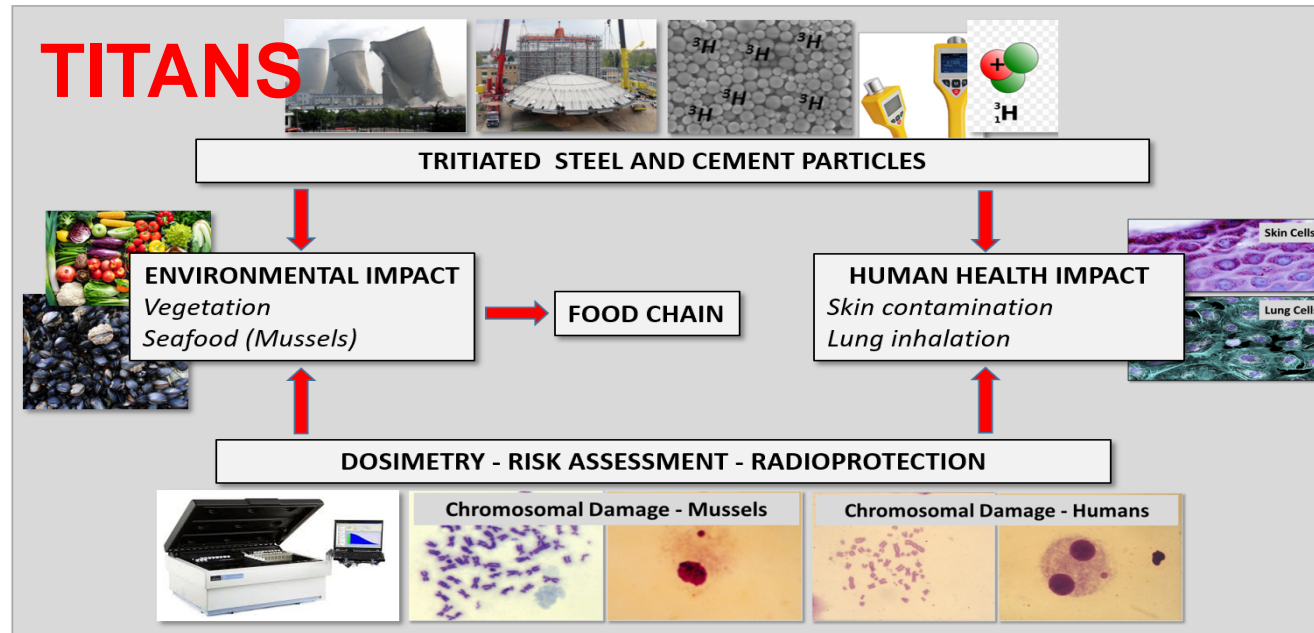 TITANS
³H
³H
³H
³H
³H
³H
+
³₁H
TRITIATED STEEL AND CEMENT PARTICLES
ENVIRONMENTAL IMPACT
Vegetation
Seafood (Mussels)
FOOD CHAIN
HUMAN HEALTH IMPACT
Skin contamination
Lung inhalation
Skin Cells
Lung Cells
DOSIMETRY - RISK ASSESSMENT - RADIOPROTECTION
Chromosomal Damage - Mussels
Chromosomal Damage - Humans